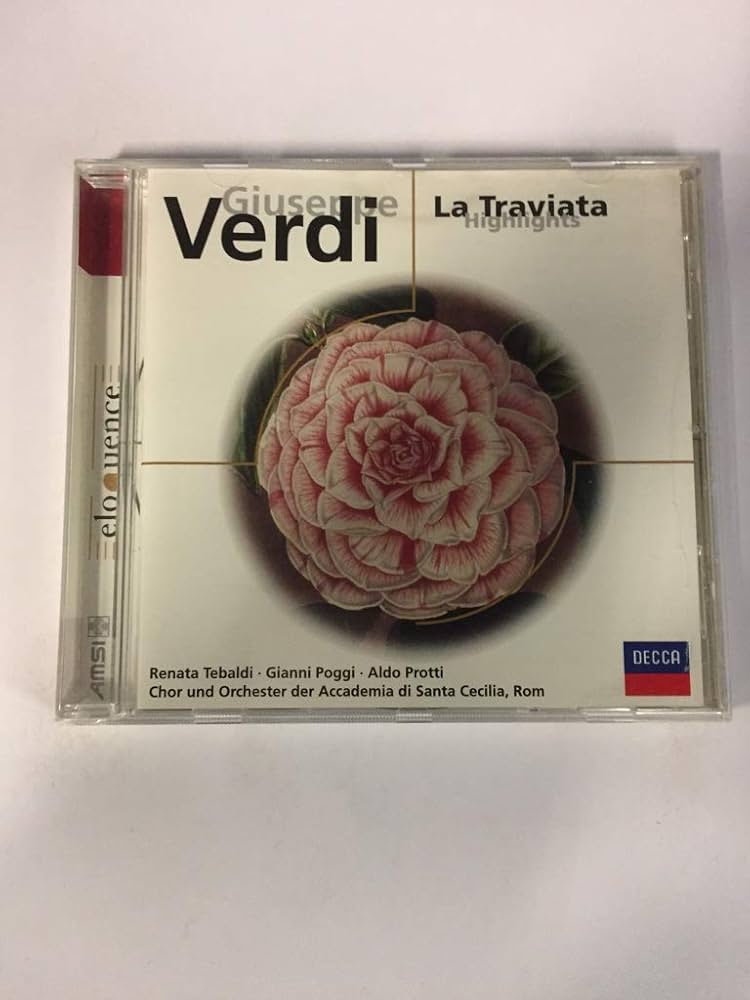 Giuseppe
Verdi
La Traviata
Highlights
eloquence
AMSI
Renata Tebaldi · Gianni Poggi · Aldo Protti
Chor und Orchester der Accademia di Santa Cecilia, Rom
DECCA